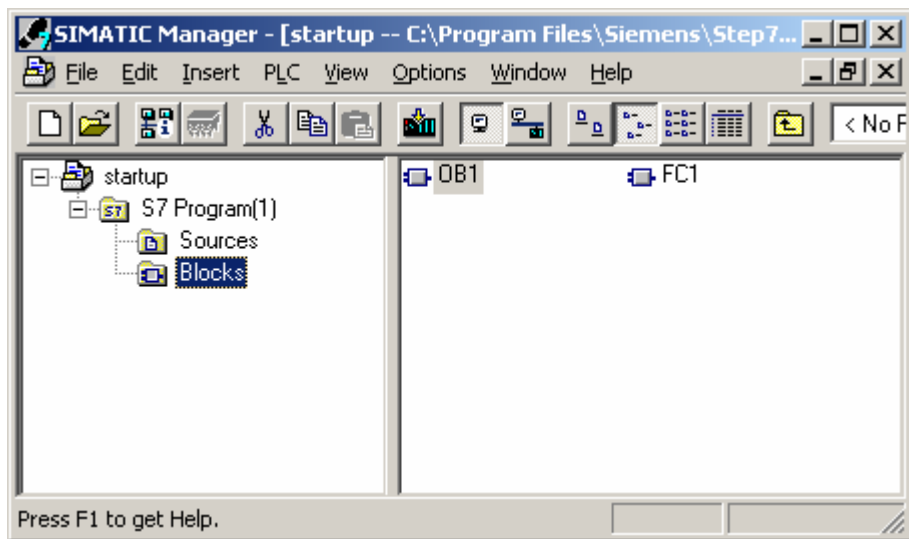 SIMATIC Manager - [startup -- C:\Program Files\Siemens\Step7...
File Edit Insert PLC View Options Window Help
< No F
startup
S7 Program(1)
Sources
Blocks
OB1 FC1
Press F1 to get Help.